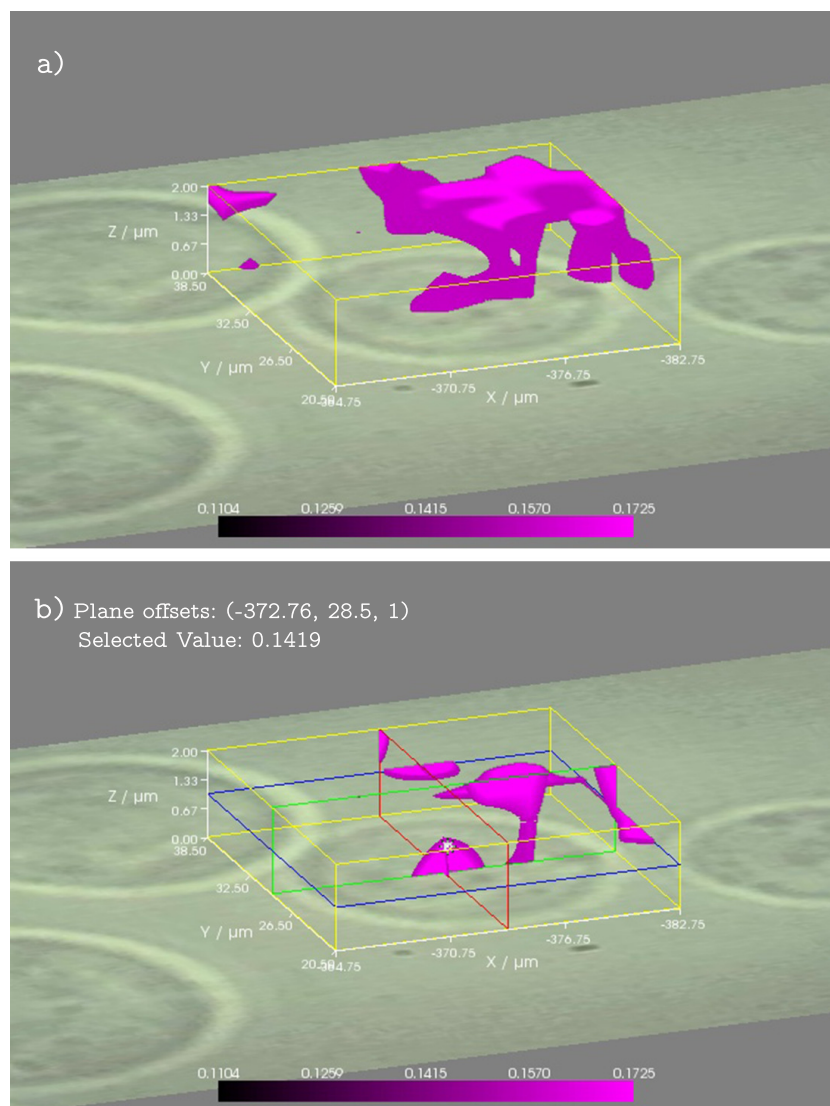 a)
2.00
1.33
Z / µm
0.67
0.00
38.50
32.50
Y / µm 26.50
-382.75
-376.75
-370.75
X / µm
0.1104 0.1259 0.1415 0.1570 0.1725
b) Plane offsets: (-372.76, 28.5, 1)
Selected Value: 0.1419
2.00
1.33
Z / µm
0.67
0.00
38.50
32.50
Y / µm 26.50
-382.75
-376.75
-370.75
X / µm
0.1104 0.1259 0.1415 0.1570 0.1725